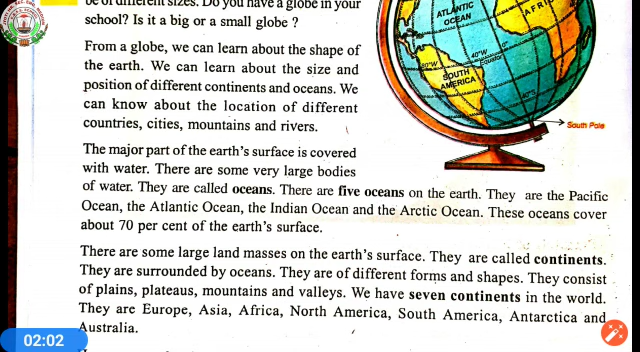 be of different sizes. Do you have a globe in your
school? Is it a big or a small globe ?
From a globe, we can learn about the shape of
the earth. We can learn about the size and
position of different continents and oceans. We
can know about the location of different
countries, cities, mountains and rivers.
The major part of the earth's surface is covered
with water. There are some very large bodies
of water. They are called oceans. There are five oceans on the earth. They are the Pacific
Ocean, the Atlantic Ocean, the Indian Ocean and the Arctic Ocean. These oceans cover
about 70 per cent of the earth's surface.
There are some large land masses on the earth's surface. They are called continents.
They are surrounded by oceans. They are of different forms and shapes. They consist
of plains, plateaus, mountains and valleys. We have seven continents in the world.
They are Europe, Asia, Africa, North America, South America, Antarctica and
Australia.
ATLANTIC
OCEAN
AFRI
80°W
40°W
0°
Equator
SOUTH
AMERICA
South Pole
02:02